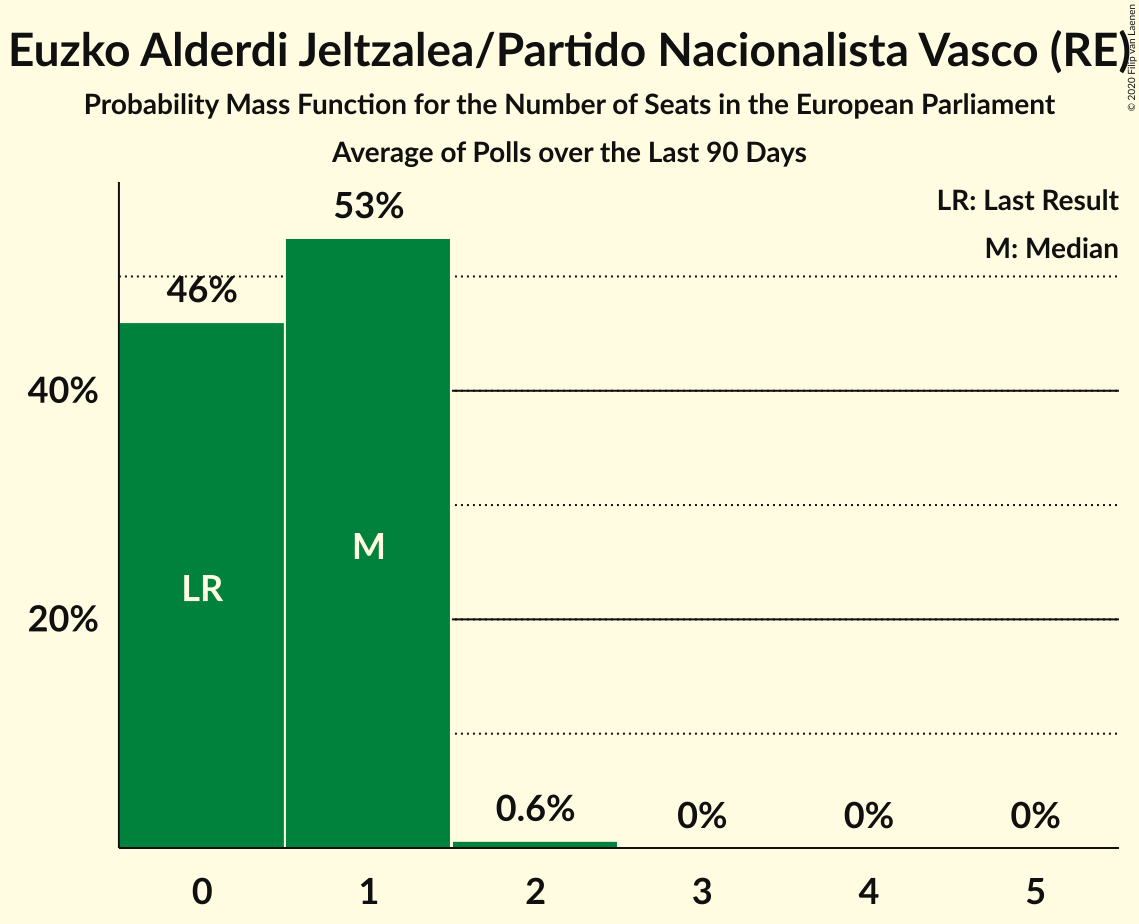 Euzko Alderdi Jeltzalea/Partido Nacionalista Vasco (RE)
© 2020 Filip van Laenen
Probability Mass Function for the Number of Seats in the European Parliament
Average of Polls over the Last 90 Days
LR: Last Result
M: Median
53%
46%
40%
20%
M
LR
0.6%
0%
0%
0%
0
1
2
3
4
5